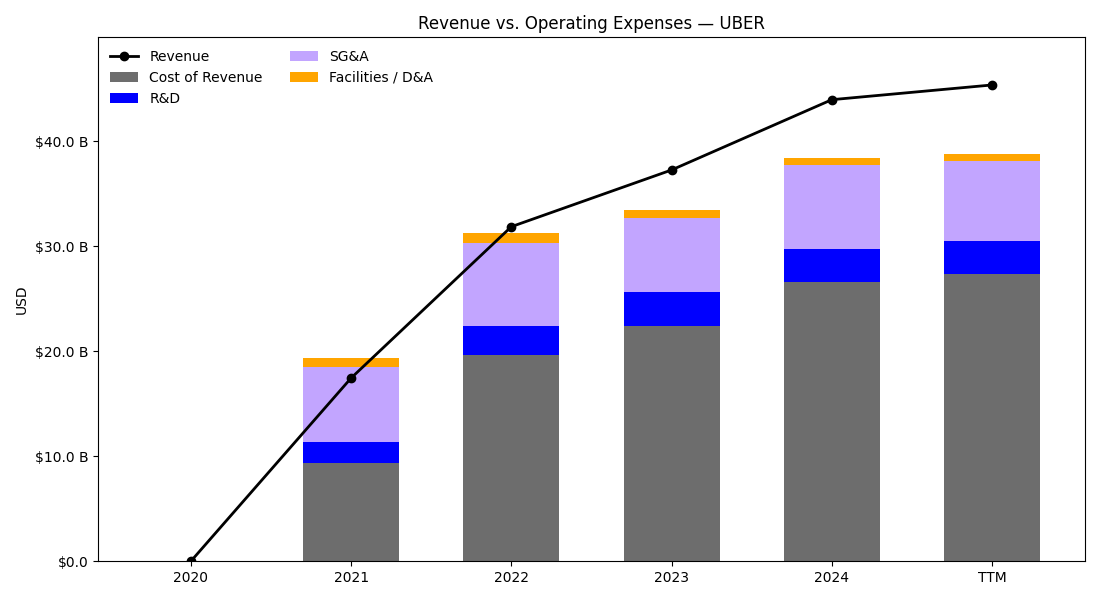 Revenue vs. Operating Expenses — UBER
Revenue
Cost of Revenue
R&D
SG&A
Facilities / D&A
USD
$40.0 B
$30.0 B
$20.0 B
$10.0 B
$0.0
2020 2021 2022 2023 2024 TTM